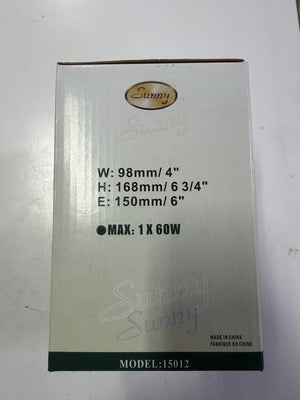 Sunny
Sunny
W: 98mm/ 4"
H: 168mm/ 6 3/4"
E: 150mm/ 6"
MAX: 1 X 60W
Sunny
Sunny
MADE IN CHINA
FABRIQUE EN CHINE
MODEL:15012